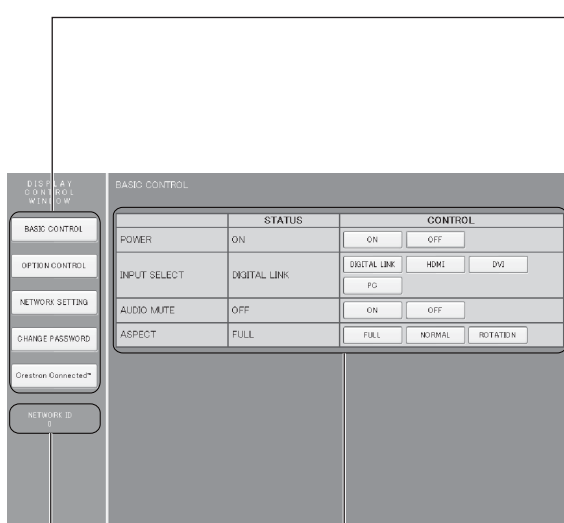 DISPLAY
CONTROL
WINDOW
BASIC CONTROL
OPTION CONTROL
NETWORK SETTING
CHANGE PASSWORD
Crestron Connected™
NETWORK ID
0
BASIC CONTROL
STATUS CONTROL
POWER ON ON OFF
INPUT SELECT DIGITAL LINK DIGITAL LINK HDMI DVI
PC
AUDIO MUTE OFF ON OFF
ASPECT FULL FULL NORMAL ROTATION